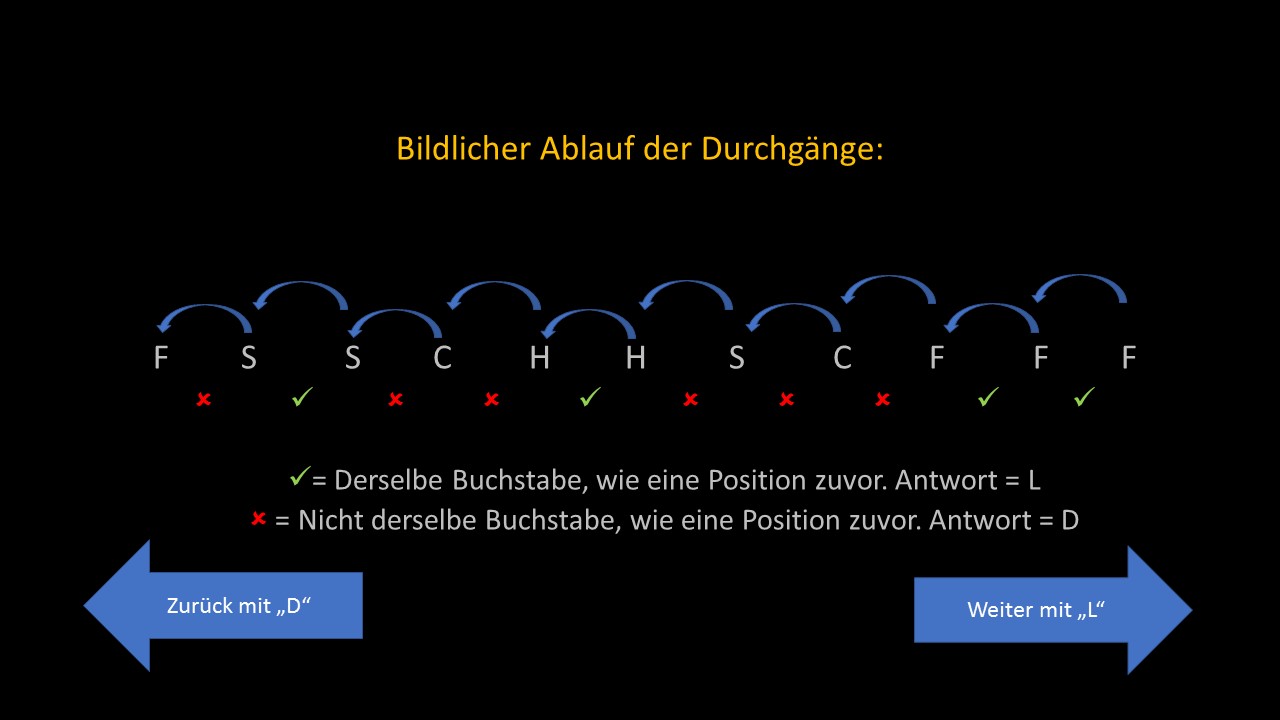 Bildlicher Ablauf der Durchgänge:
F S S C H H S C F F F
✘ ✓ ✘ ✘ ✓ ✘ ✘ ✘ ✓ ✓
✓= Derselbe Buchstabe, wie eine Position zuvor. Antwort = L
✘ = Nicht derselbe Buchstabe, wie eine Position zuvor. Antwort = D
Zurück mit „D“
Weiter mit „L“